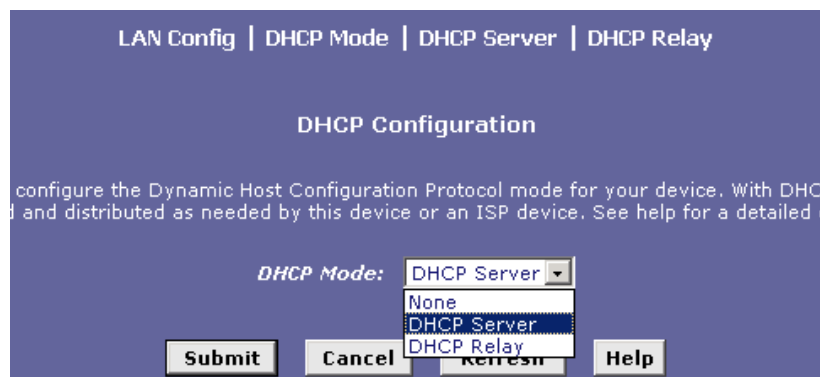 LAN Config | DHCP Mode | DHCP Server | DHCP Relay
DHCP Configuration
configure the Dynamic Host Configuration Protocol mode for your device. With DHC
and distributed as needed by this device or an ISP device. See help for a detailed
DHCP Mode: DHCP Server
None
DHCP Server
DHCP Relay
Submit Cancel Refresh Help